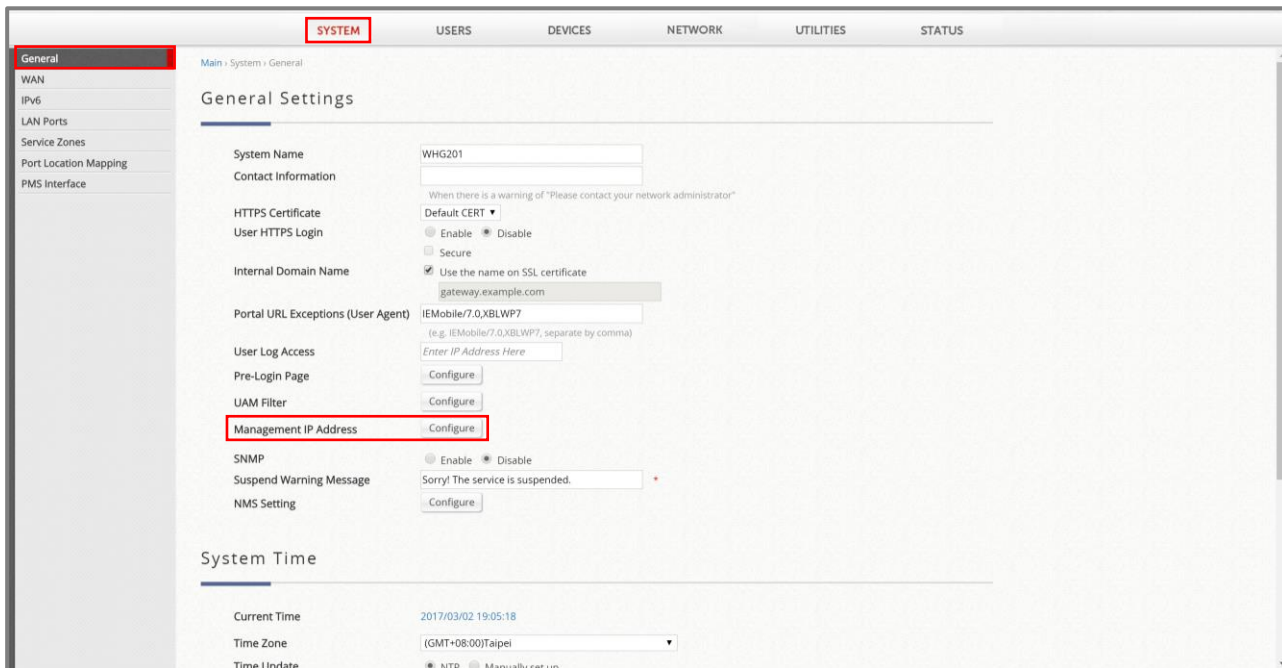 SYSTEM USERS DEVICES NETWORK UTILITIES STATUS
General
WAN
IPv6
LAN Ports
Service Zones
Port Location Mapping
PMS Interface
Main › System › General
General Settings
System Name WHG201
Contact Information
When there is a warning of "Please contact your network administrator"
HTTPS Certificate Default CERT
User HTTPS Login Enable Disable
Secure
Internal Domain Name Use the name on SSL certificate
gateway.example.com
Portal URL Exceptions (User Agent) IEMobile/7.0,XBLWP7
(e.g. IEMobile/7.0,XBLWP7, separate by comma)
User Log Access Enter IP Address Here
Pre-Login Page Configure
UAM Filter Configure
Management IP Address Configure
SNMP Enable Disable
Suspend Warning Message Sorry! The service is suspended. *
NMS Setting Configure
System Time
Current Time 2017/03/02 19:05:18
Time Zone (GMT+08:00)Taipei
Time Update NTP Manually set up